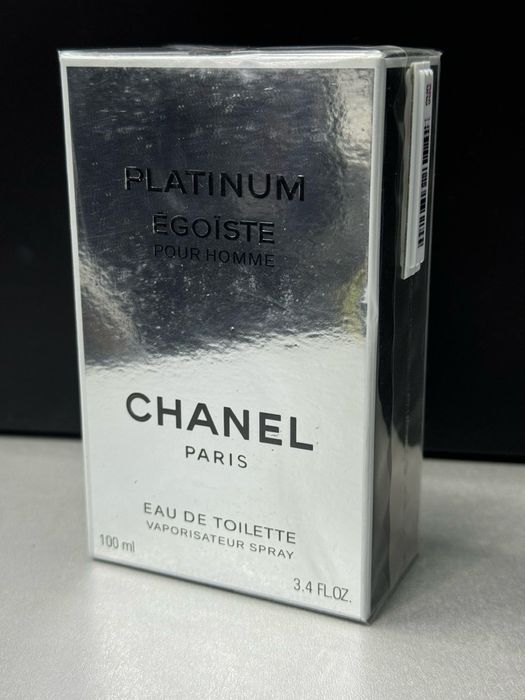 PLATINUM
ÉGOÏSTE
POUR HOMME
CHANEL
PARIS
EAU DE TOILETTE
VAPORISATEUR SPRAY
100 ml
3.4 FL.OZ.